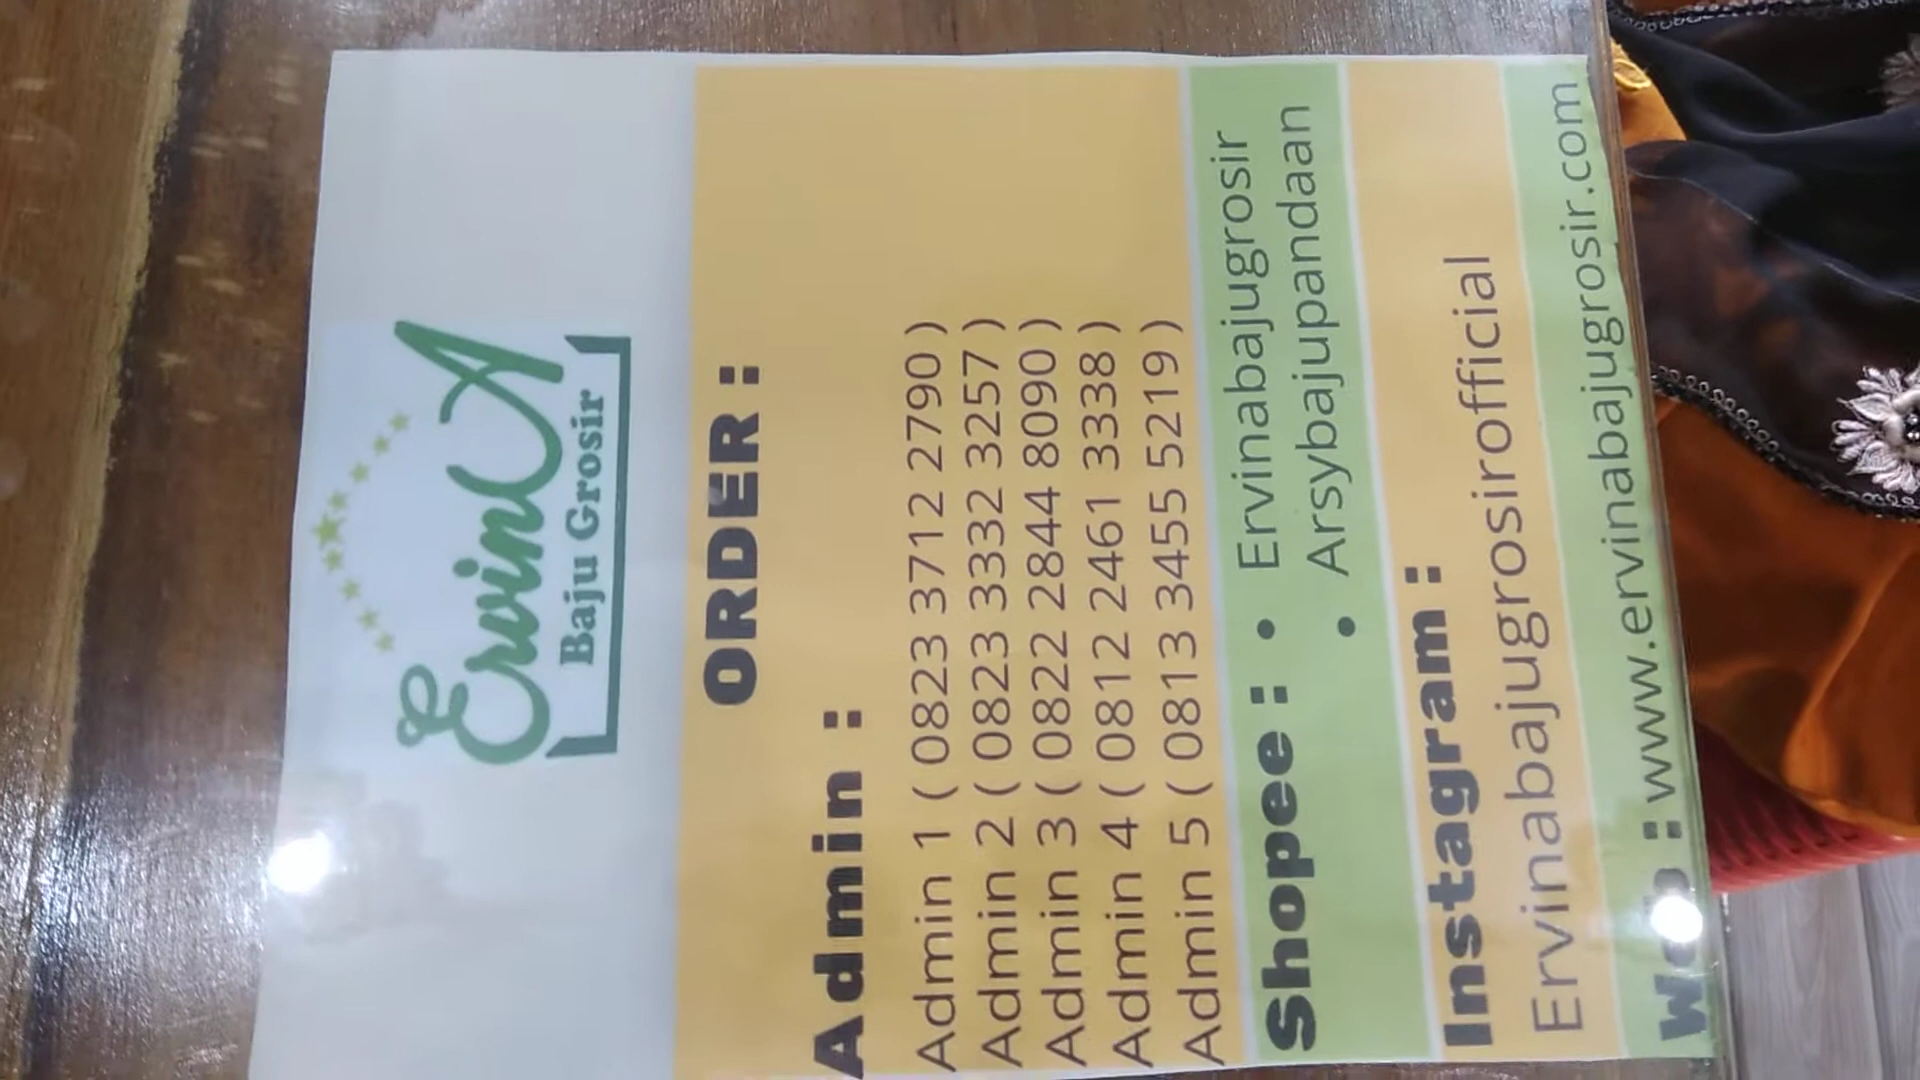 ErvinA
Baju Grosir
ORDER :
Admin :
Admin 1 ( 0823 3712 2790 )
Admin 2 ( 0823 3332 3257 )
Admin 3 ( 0822 2844 8090 )
Admin 4 ( 0812 2461 3338 )
Admin 5 ( 0813 3455 5219 )
Shopee : • Ervinabajugrosir
• Arsybajupandaan
Instagram :
Ervinabajugrosirofficial
Web : www.ervinabajugrosir.com